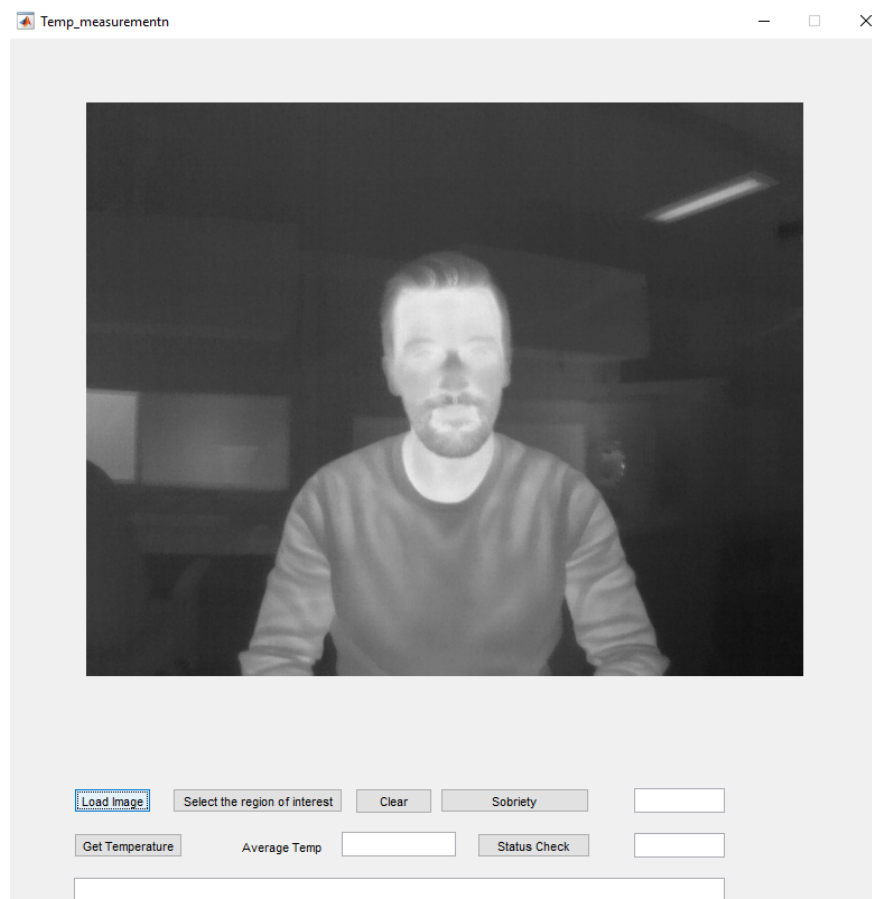 Temp_measurementn
Load Image Select the region of interest Clear Sobriety
Get Temperature Average Temp Status Check